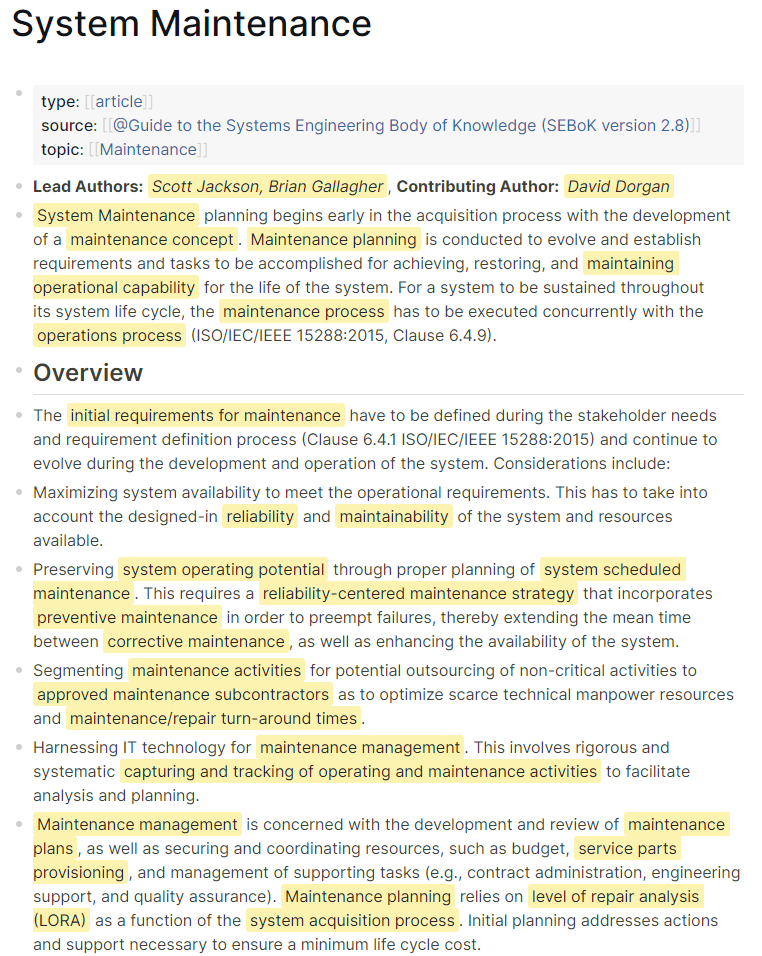 System Maintenance
type: [[article]]
source: [[@Guide to the Systems Engineering Body of Knowledge (SEBoK version 2.8)]]
topic: [[Maintenance]]
Lead Authors: Scott Jackson, Brian Gallagher, Contributing Author: David Dorgan
System Maintenance planning begins early in the acquisition process with the development
of a maintenance concept. Maintenance planning is conducted to evolve and establish
requirements and tasks to be accomplished for achieving, restoring, and maintaining
operational capability for the life of the system. For a system to be sustained throughout
its system life cycle, the maintenance process has to be executed concurrently with the
operations process (ISO/IEC/IEEE 15288:2015, Clause 6.4.9).
Overview
The initial requirements for maintenance have to be defined during the stakeholder needs
and requirement definition process (Clause 6.4.1 ISO/IEC/IEEE 15288:2015) and continue to
evolve during the development and operation of the system. Considerations include:
Maximizing system availability to meet the operational requirements. This has to take into
account the designed-in reliability and maintainability of the system and resources
available.
Preserving system operating potential through proper planning of system scheduled
maintenance. This requires a reliability-centered maintenance strategy that incorporates
preventive maintenance in order to preempt failures, thereby extending the mean time
between corrective maintenance, as well as enhancing the availability of the system.
Segmenting maintenance activities for potential outsourcing of non-critical activities to
approved maintenance subcontractors as to optimize scarce technical manpower resources
and maintenance/repair turn-around times.
Harnessing IT technology for maintenance management. This involves rigorous and
systematic capturing and tracking of operating and maintenance activities to facilitate
analysis and planning.
Maintenance management is concerned with the development and review of maintenance
plans, as well as securing and coordinating resources, such as budget, service parts
provisioning, and management of supporting tasks (e.g., contract administration, engineering
support, and quality assurance). Maintenance planning relies on level of repair analysis
(LORA) as a function of the system acquisition process. Initial planning addresses actions
and support necessary to ensure a minimum life cycle cost.